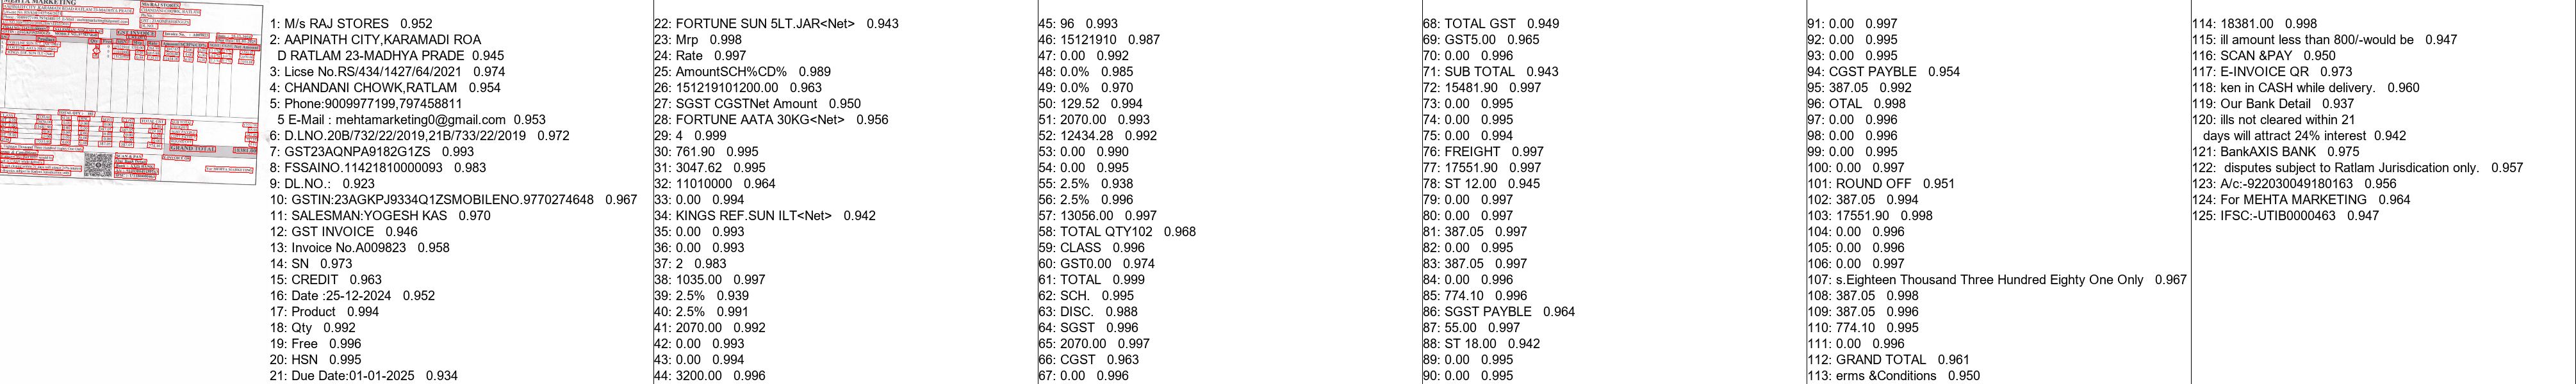 MEHTA MARKETING
1: M/s RAJ STORES 0.952
2: AAPINATH CITY,KARAMADI ROA
D RATLAM 23-MADHYA PRADE 0.945
3: Licse No.RS/434/1427/64/2021 0.974
4: CHANDANI CHOWK,RATLAM 0.954
5: Phone:9009977199,797458811
5 E-Mail : mehtamarketing0@gmail.com 0.953
6: D.LNO.20B/732/22/2019,21B/733/22/2019 0.972
7: GST23AQNPA9182G1ZS 0.993
8: FSSAINO.11421810000093 0.983
9: DL.NO.: 0.923
10: GSTIN:23AGKPJ9334Q1ZSMOBILENO.9770274648 0.967
11: SALESMAN:YOGESH KAS 0.970
12: GST INVOICE 0.946
13: Invoice No.A009823 0.958
14: SN 0.973
15: CREDIT 0.963
16: Date :25-12-2024 0.952
17: Product 0.994
18: Qty 0.992
19: Free 0.996
20: HSN 0.995
21: Due Date:01-01-2025 0.934
22: FORTUNE SUN 5LT.JAR<Net> 0.943
23: Mrp 0.998
24: Rate 0.997
25: AmountSCH%CD% 0.989
26: 151219101200.00 0.963
27: SGST CGSTNet Amount 0.950
28: FORTUNE AATA 30KG<Net> 0.956
29: 4 0.999
30: 761.90 0.995
31: 3047.62 0.995
32: 11010000 0.964
33: 0.00 0.994
34: KINGS REF.SUN ILT<Net> 0.942
35: 0.00 0.993
36: 0.00 0.993
37: 2 0.983
38: 1035.00 0.997
39: 2.5% 0.939
40: 2.5% 0.991
41: 2070.00 0.992
42: 0.00 0.993
43: 0.00 0.994
44: 3200.00 0.996
45: 96 0.993
46: 15121910 0.987
47: 0.00 0.992
48: 0.0% 0.985
49: 0.0% 0.970
50: 129.52 0.994
51: 2070.00 0.993
52: 12434.28 0.992
53: 0.00 0.990
54: 0.00 0.995
55: 2.5% 0.938
56: 2.5% 0.996
57: 13056.00 0.997
58: TOTAL QTY102 0.968
59: CLASS 0.996
60: GST0.00 0.974
61: TOTAL 0.999
62: SCH. 0.995
63: DISC. 0.988
64: SGST 0.996
65: 2070.00 0.997
66: CGST 0.963
67: 0.00 0.996
68: TOTAL GST 0.949
69: GST5.00 0.965
70: 0.00 0.996
71: SUB TOTAL 0.943
72: 15481.90 0.997
73: 0.00 0.995
74: 0.00 0.995
75: 0.00 0.994
76: FREIGHT 0.997
77: 17551.90 0.997
78: ST 12.00 0.945
79: 0.00 0.997
80: 0.00 0.997
81: 387.05 0.997
82: 0.00 0.995
83: 387.05 0.997
84: 0.00 0.996
85: 774.10 0.996
86: SGST PAYBLE 0.964
87: 55.00 0.997
88: ST 18.00 0.942
89: 0.00 0.995
90: 0.00 0.995
91: 0.00 0.997
92: 0.00 0.995
93: 0.00 0.995
94: CGST PAYBLE 0.954
95: 387.05 0.992
96: OTAL 0.998
97: 0.00 0.996
98: 0.00 0.996
99: 0.00 0.995
100: 0.00 0.997
101: ROUND OFF 0.951
102: 387.05 0.994
103: 17551.90 0.998
104: 0.00 0.996
105: 0.00 0.996
106: 0.00 0.997
107: s.Eighteen Thousand Three Hundred Eighty One Only 0.967
108: 387.05 0.998
109: 387.05 0.996
110: 774.10 0.995
111: 0.00 0.996
112: GRAND TOTAL 0.961
113: erms &Conditions 0.950
114: 18381.00 0.998
115: ill amount less than 800/-would be 0.947
116: SCAN &PAY 0.950
117: E-INVOICE QR 0.973
118: ken in CASH while delivery. 0.960
119: Our Bank Detail 0.937
120: ills not cleared within 21
days will attract 24% interest 0.942
121: BankAXIS BANK 0.975
122: disputes subject to Ratlam Jurisdication only. 0.957
123: A/c:-922030049180163 0.956
124: For MEHTA MARKETING 0.964
125: IFSC:-UTIB0000463 0.947